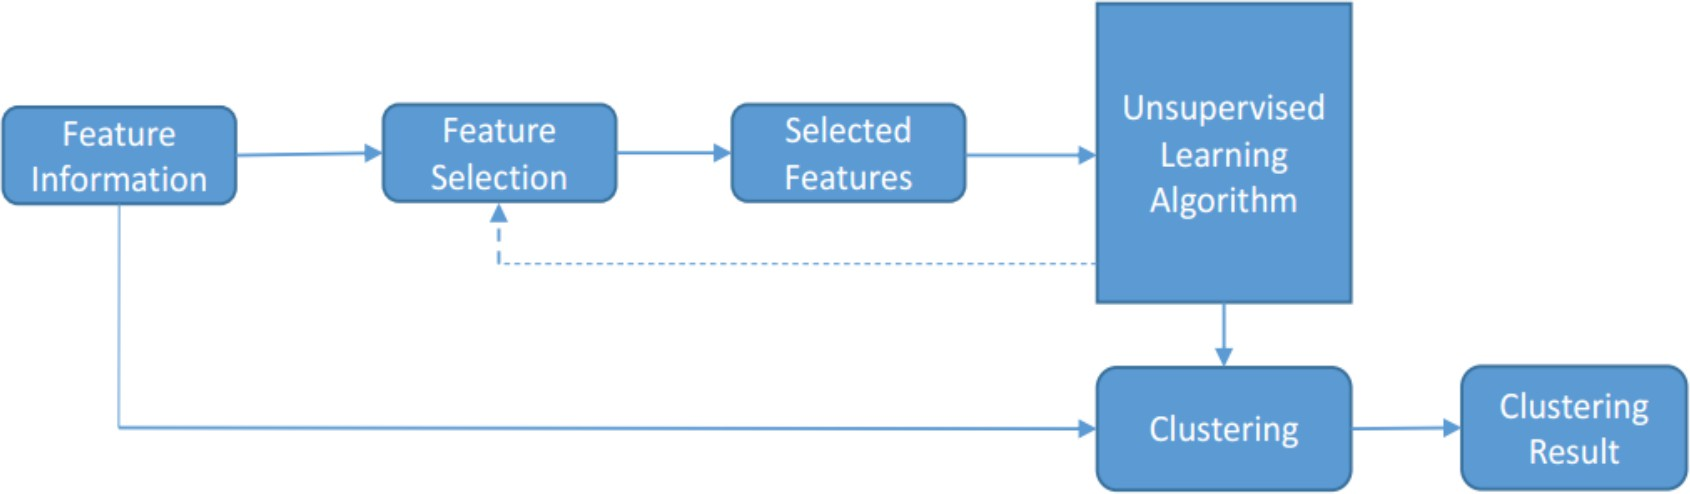 Feature
Information
Feature
Selection
Selected
Features
Unsupervised
Learning
Algorithm
Clustering
Clustering
Result